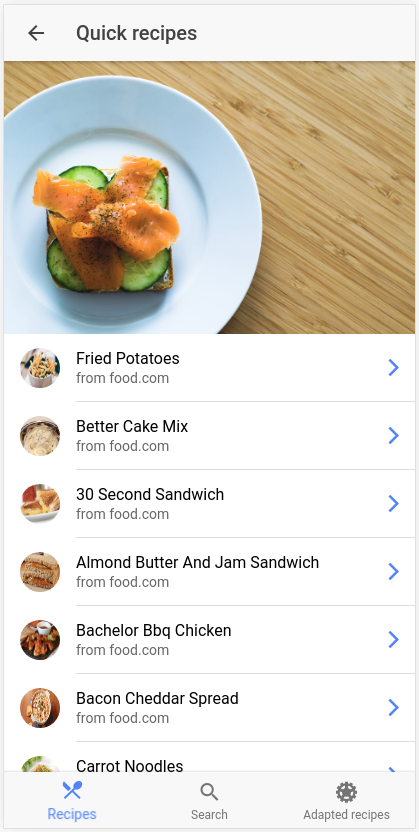 Quick recipes
Fried Potatoes
from food.com
Better Cake Mix
from food.com
30 Second Sandwich
from food.com
Almond Butter And Jam Sandwich
from food.com
Bachelor Bbq Chicken
from food.com
Bacon Cheddar Spread
from food.com
Carrot Noodles
Recipes
Search
Adapted recipes